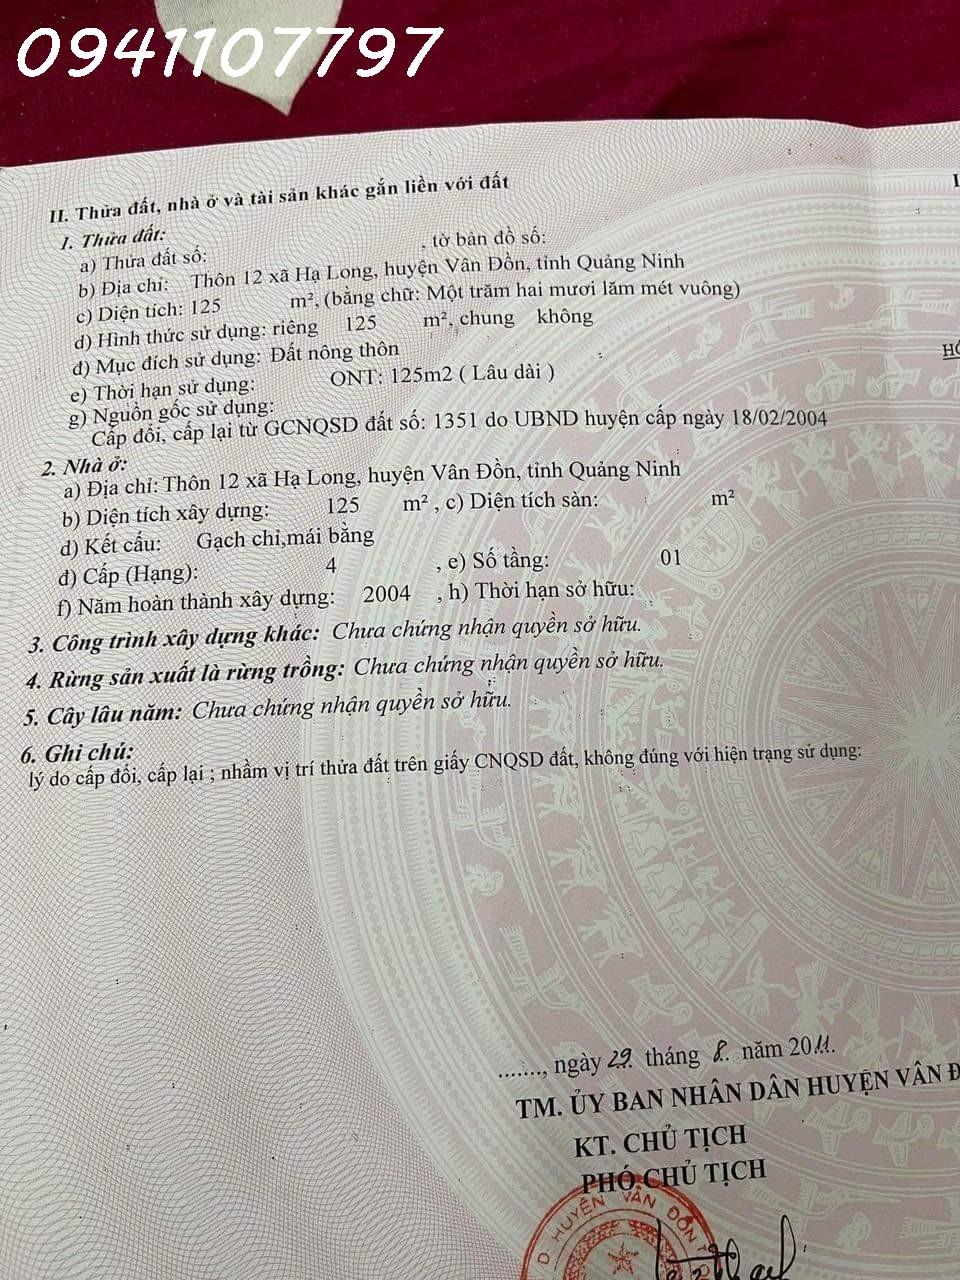 0941107797
II. Thửa đất, nhà ở và tài sản khác gắn liền với đất
1. Thửa đất:
a) Thửa đất số: , tờ bản đồ số:
b) Địa chỉ: Thôn 12 xã Hạ Long, huyện Vân Đồn, tỉnh Quảng Ninh
c) Diện tích: 125 m², (bằng chữ: Một trăm hai mươi lăm mét vuông)
d) Hình thức sử dụng: riêng 125 m², chung không
đ) Mục đích sử dụng: Đất nông thôn
e) Thời hạn sử dụng: ONT: 125m2 ( Lâu dài )
g) Nguồn gốc sử dụng:
Cấp đổi, cấp lại từ GCNQSD đất số: 1351 do UBND huyện cấp ngày 18/02/2004
2. Nhà ở:
a) Địa chỉ: Thôn 12 xã Hạ Long, huyện Vân Đồn, tỉnh Quảng Ninh
b) Diện tích xây dựng: 125 m² , c) Diện tích sàn: m²
d) Kết cấu: Gạch chỉ,mái bằng
đ) Cấp (Hạng): 4 , e) Số tầng: 01
f) Năm hoàn thành xây dựng: 2004 , h) Thời hạn sở hữu:
3. Công trình xây dựng khác: Chưa chứng nhận quyền sở hữu.
4. Rừng sản xuất là rừng trồng: Chưa chứng nhận quyền sở hữu.
5. Cây lâu năm: Chưa chứng nhận quyền sở hữu.
6. Ghi chú:
lý do cấp đổi, cấp lại ; nhầm vị trí thửa đất trên giấy CNQSD đất, không đúng với hiện trạng sử dụng:
......., ngày 29. tháng 8. năm 2011.
TM. ỦY BAN NHÂN DÂN HUYỆN VÂN Đ
KT. CHỦ TỊCH
PHÓ CHỦ TỊCH
D HUYỆN VÂN ĐỒN T